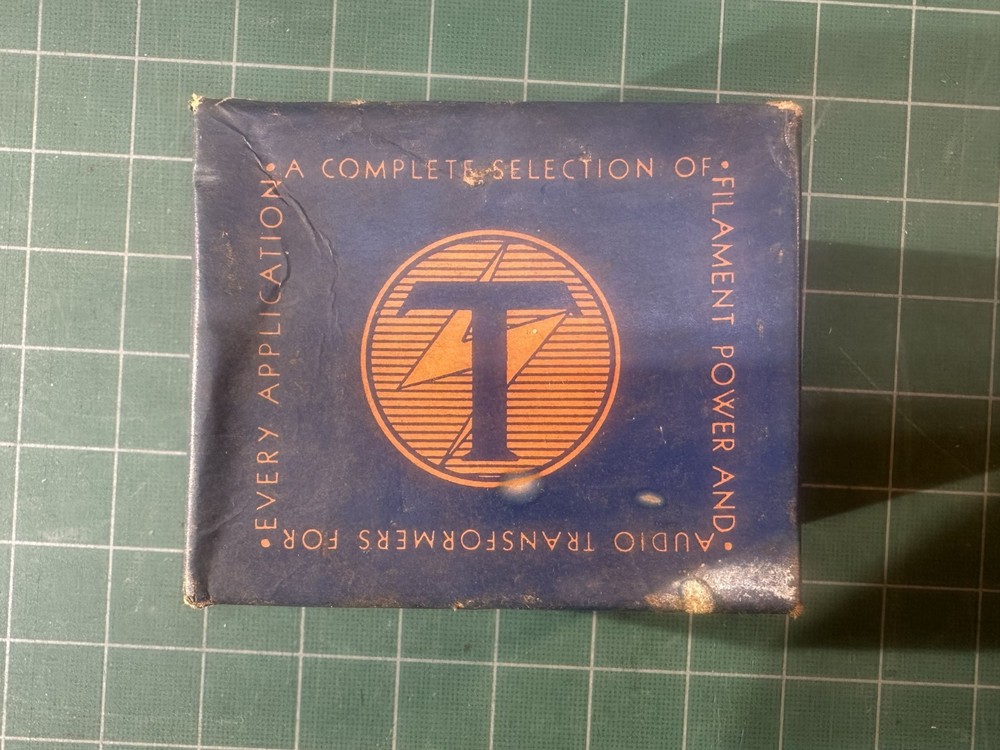 • A COMPLETE SELECTION OF
• FILAMENT POWER AND
• AUDIO TRANSFORMERS FOR
• EVERY APPLICATION
T